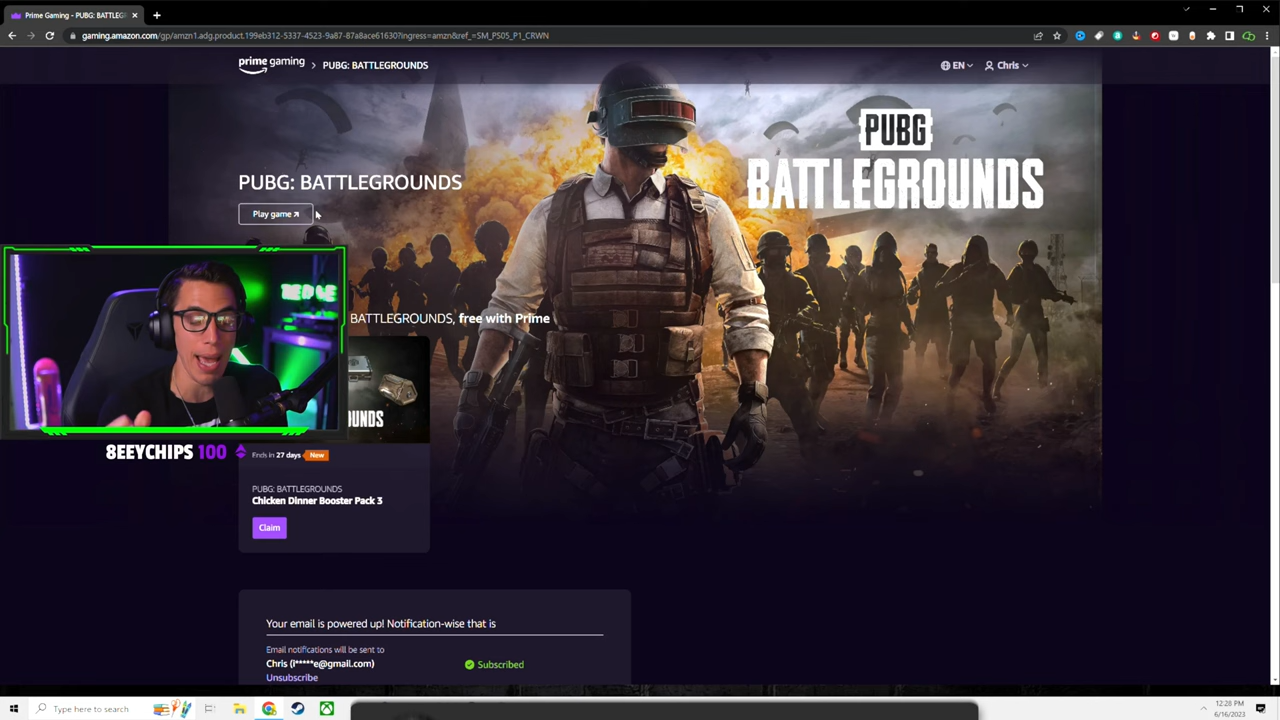 Prime Gaming - PUBG: BATTLEGR
gaming.amazon.com/gp/amzn1.adg.product.199eb312-5337-4523-9a87-87a8ace61630?ingress=amzn&ref_=SM_PS05_P1_CRWN
prime gaming
PUBG: BATTLEGROUNDS
EN
Chris
PUBG
BATTLEGROUNDS
PUBG: BATTLEGROUNDS
Play game
BATTLEGROUNDS, free with Prime
8EEYCHIPS 100
Ends in 27 days
New
PUBG: BATTLEGROUNDS
Chicken Dinner Booster Pack 3
Claim
Your email is powered up! Notification-wise that is
Email notifications will be sent to
Chris (i*****e@gmail.com)
Subscribed
Unsubscribe
Type here to search
12:28 PM
6/16/2023